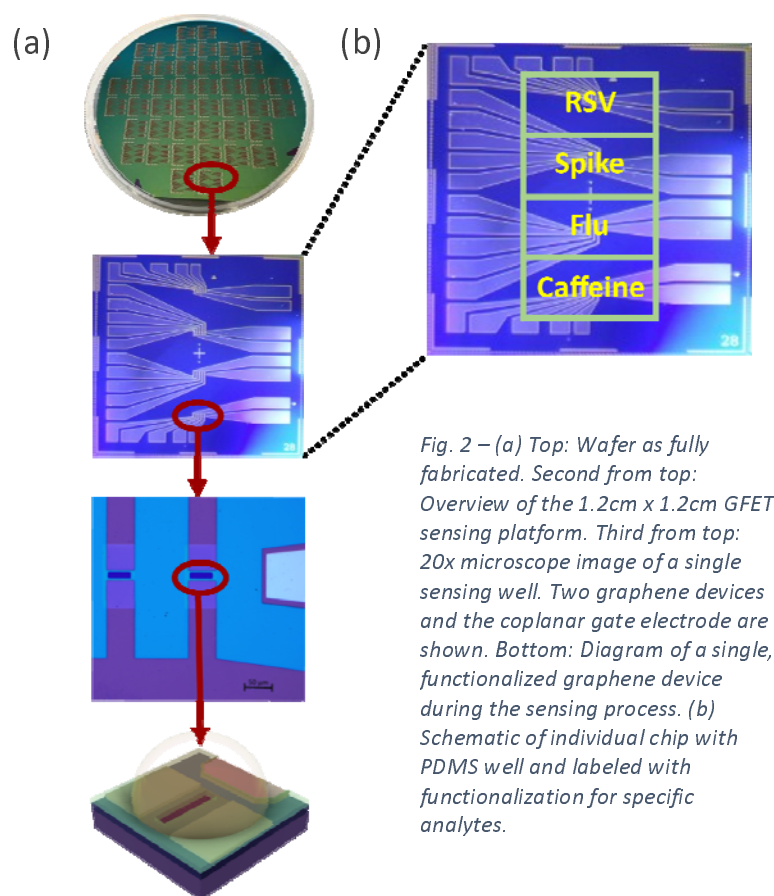 (a)
(b)
RSV
Spike
Flu
Caffeine
28
28
50 µm
Fig. 2 – (a) Top: Wafer as fully
fabricated. Second from top:
Overview of the 1.2cm x 1.2cm GFET
sensing platform. Third from top:
20x microscope image of a single
sensing well. Two graphene devices
and the coplanar gate electrode are
shown. Bottom: Diagram of a single,
functionalized graphene device
during the sensing process. (b)
Schematic of individual chip with
PDMS well and labeled with
functionalization for specific
analytes.